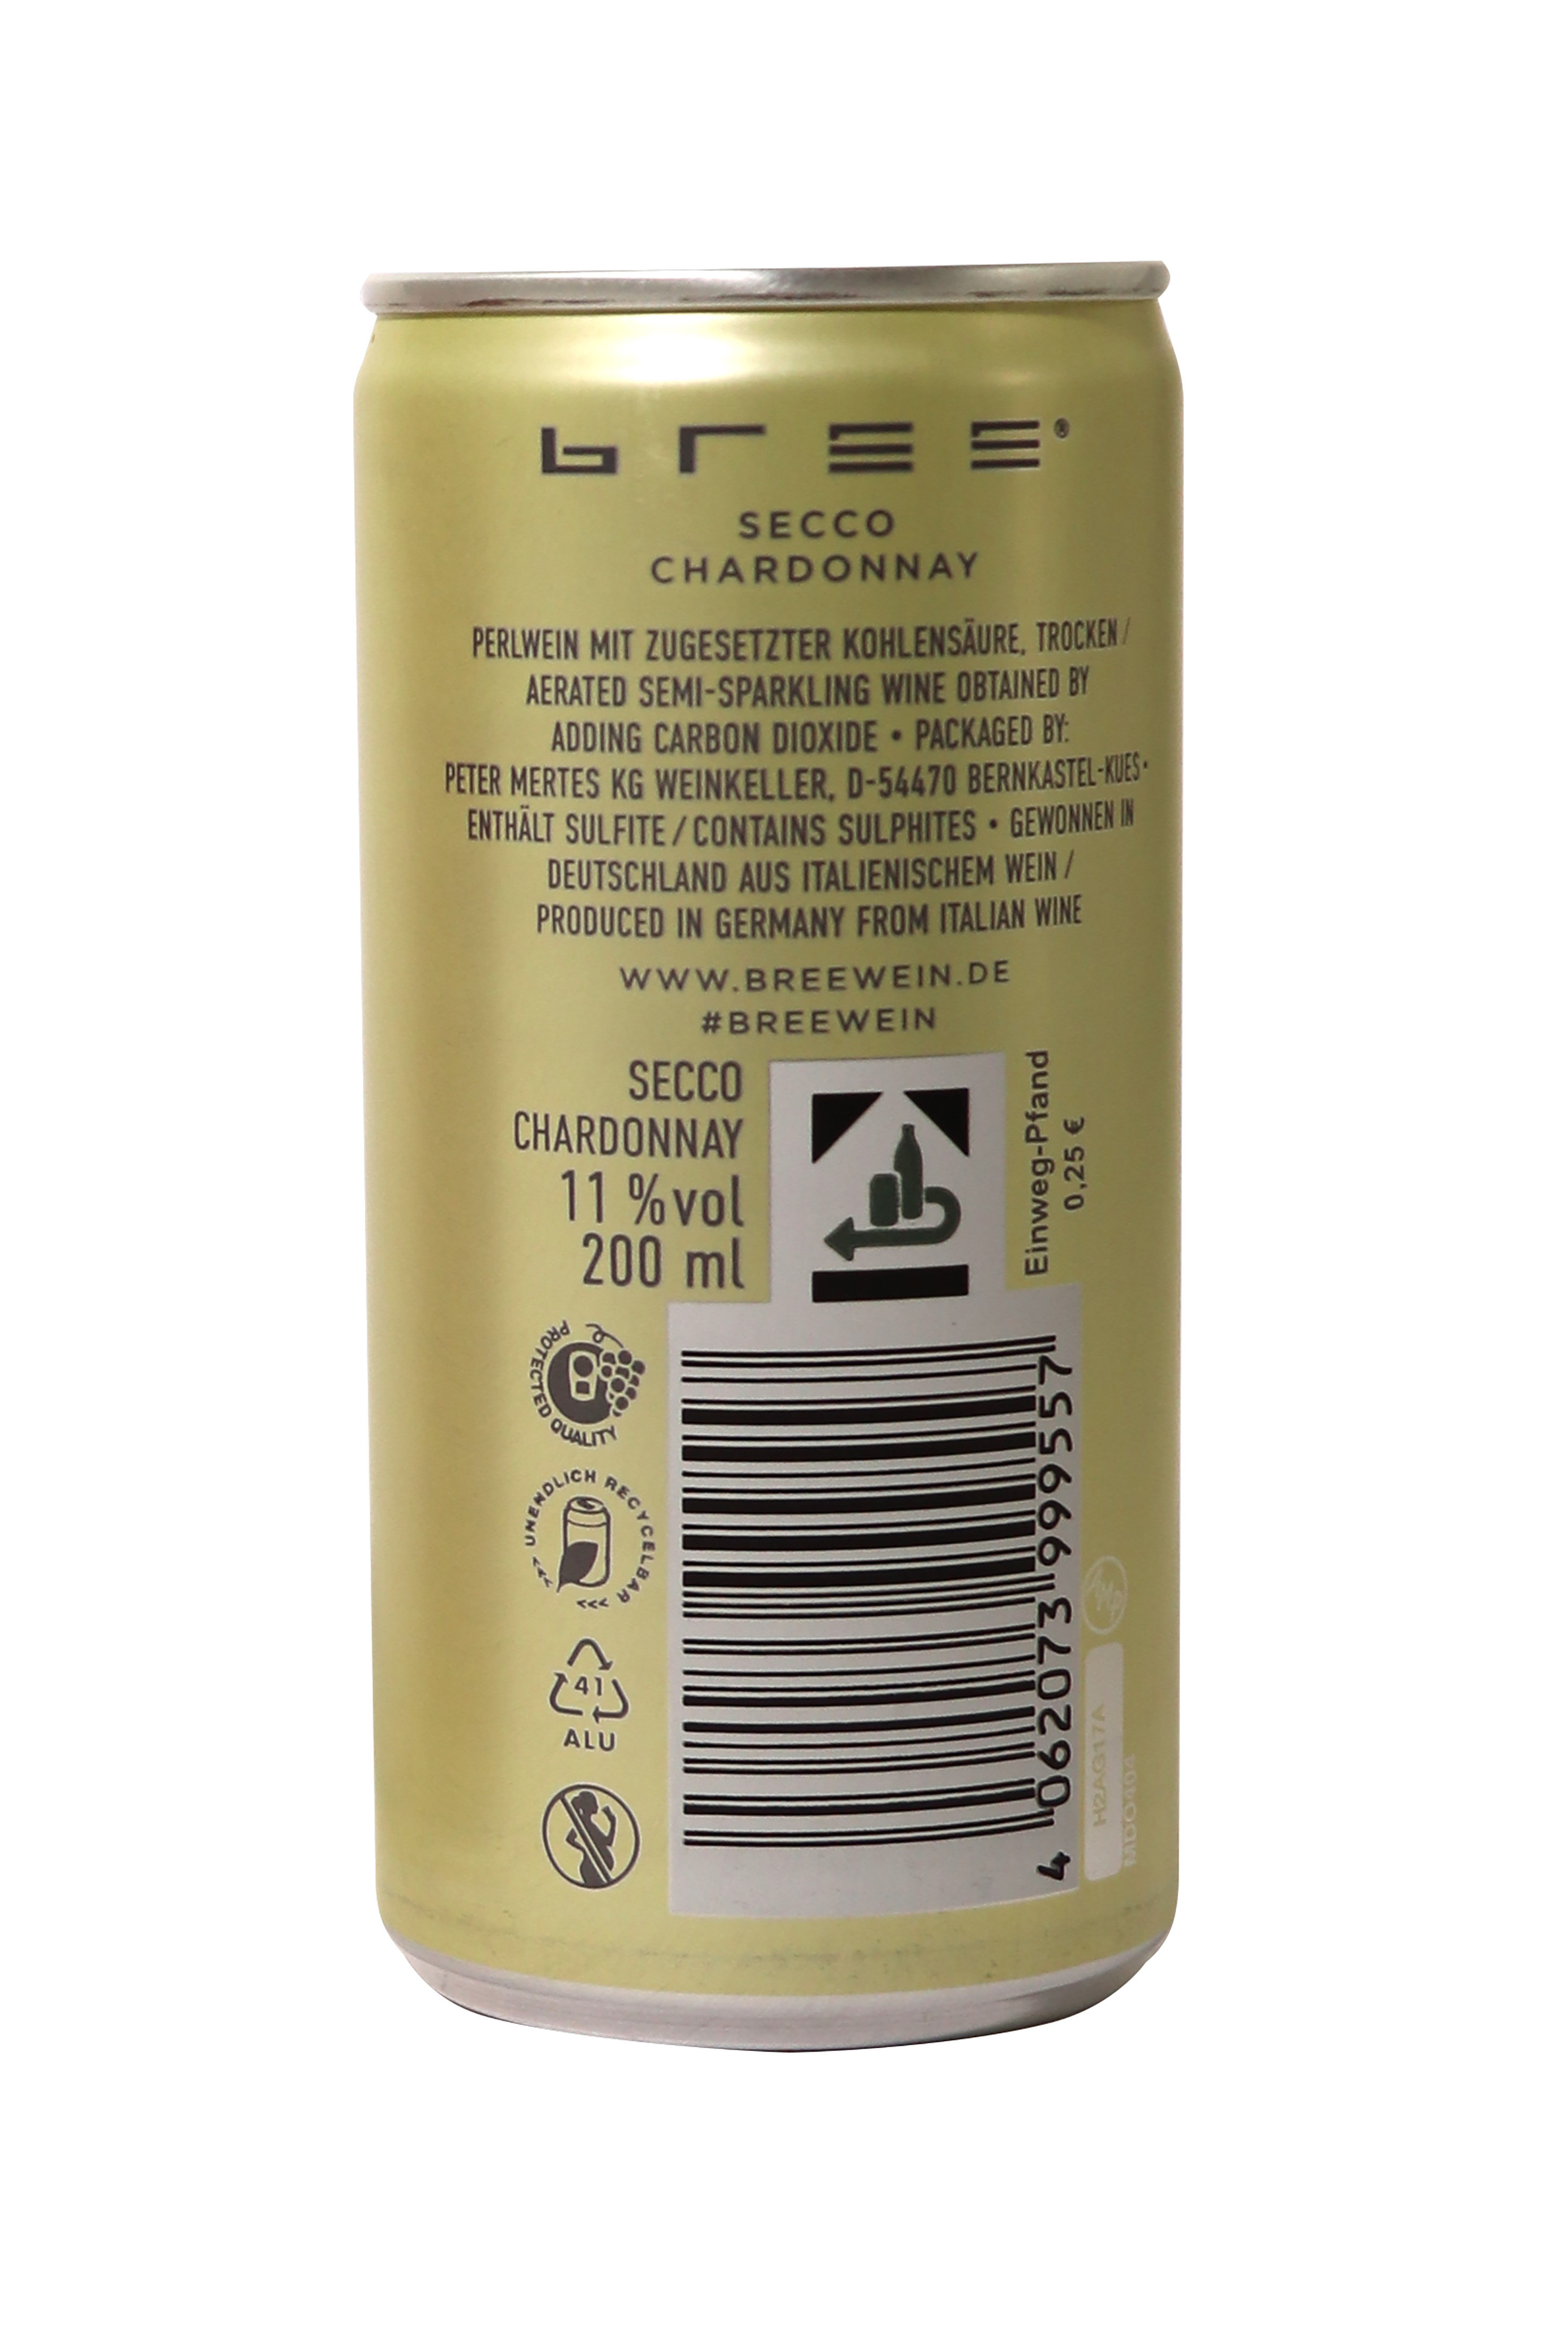 bree®
SECCO
CHARDONNAY
PERLWEIN MIT ZUGESETZTER KOHLENSÄURE, TROCKEN /
AERATED SEMI-SPARKLING WINE OBTAINED BY
ADDING CARBON DIOXIDE • PACKAGED BY:
PETER MERTES KG WEINKELLER, D-54470 BERNKASTEL-KUES •
ENTHÄLT SULFITE / CONTAINS SULPHITES • GEWONNEN IN
DEUTSCHLAND AUS ITALIENISCHEM WEIN /
PRODUCED IN GERMANY FROM ITALIAN WINE
WWW.BREEWEIN.DE
#BREEWEIN
SECCO
CHARDONNAY
11 %vol
200 ml
Einweg-Pfand
0,25 €
PROTECTED QUALITY
UNENDLICH RECYCELBAR
41
ALU
4 062073 999557
H2AG17A
MDO404